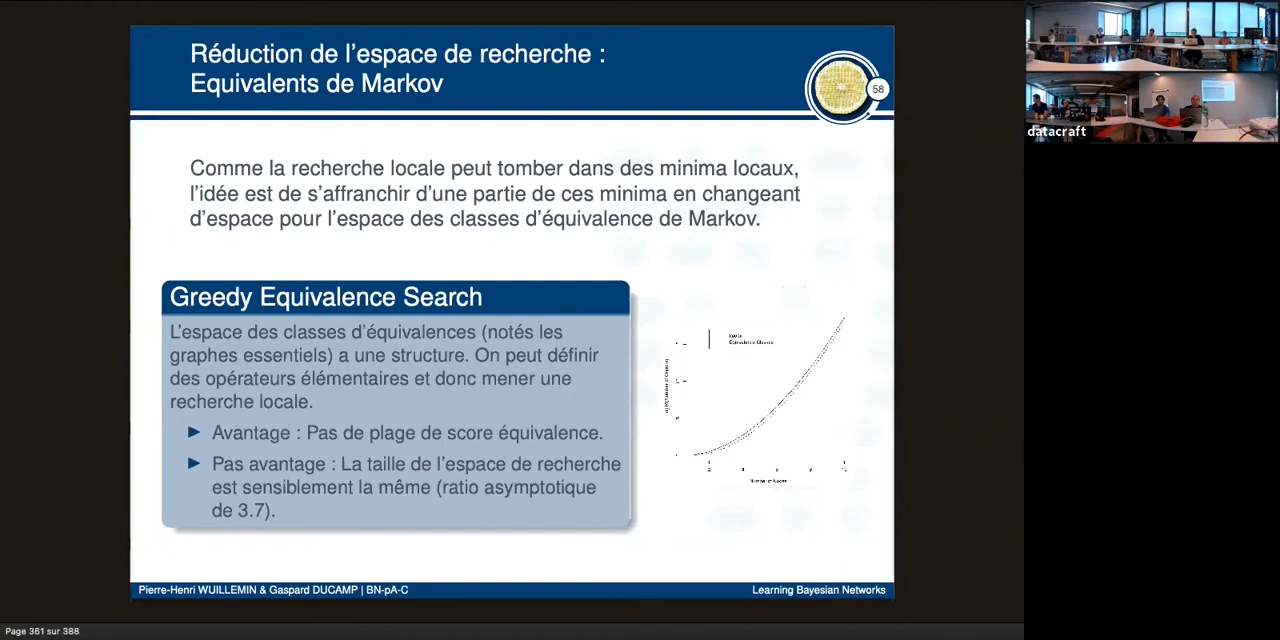 Réduction de l'espace de recherche :
Equivalents de Markov
58
Comme la recherche locale peut tomber dans des minima locaux,
l'idée est de s'affranchir d'une partie de ces minima en changeant
d'espace pour l'espace des classes d'équivalence de Markov.
Greedy Equivalence Search
L'espace des classes d'équivalences (notés les
graphes essentiels) a une structure. On peut définir
des opérateurs élémentaires et donc mener une
recherche locale.
► Avantage : Pas de plage de score équivalence.
► Pas avantage : La taille de l'espace de recherche
est sensiblement la même (ratio asymptotique
de 3.7).
Equivalence Classes
Number of Nodes
Pierre-Henri WUILLEMIN & Gaspard DUCAMP | BN-pA-C
Learning Bayesian Networks
Page 361 sur 388
datacraft